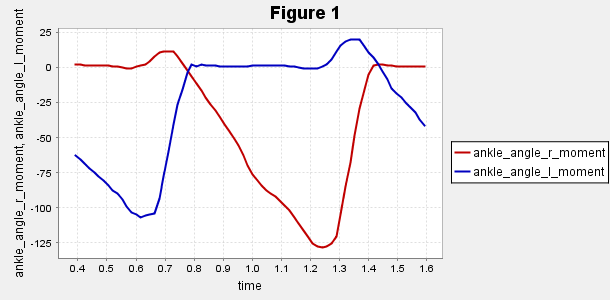 Figure 1
ankle_angle_r_moment, ankle_angle_l_moment
25
0
-25
-50
-75
-100
-125
0.4 0.5 0.6 0.7 0.8 0.9 1.0 1.1 1.2 1.3 1.4 1.5 1.6
time
ankle_angle_r_moment
ankle_angle_l_moment